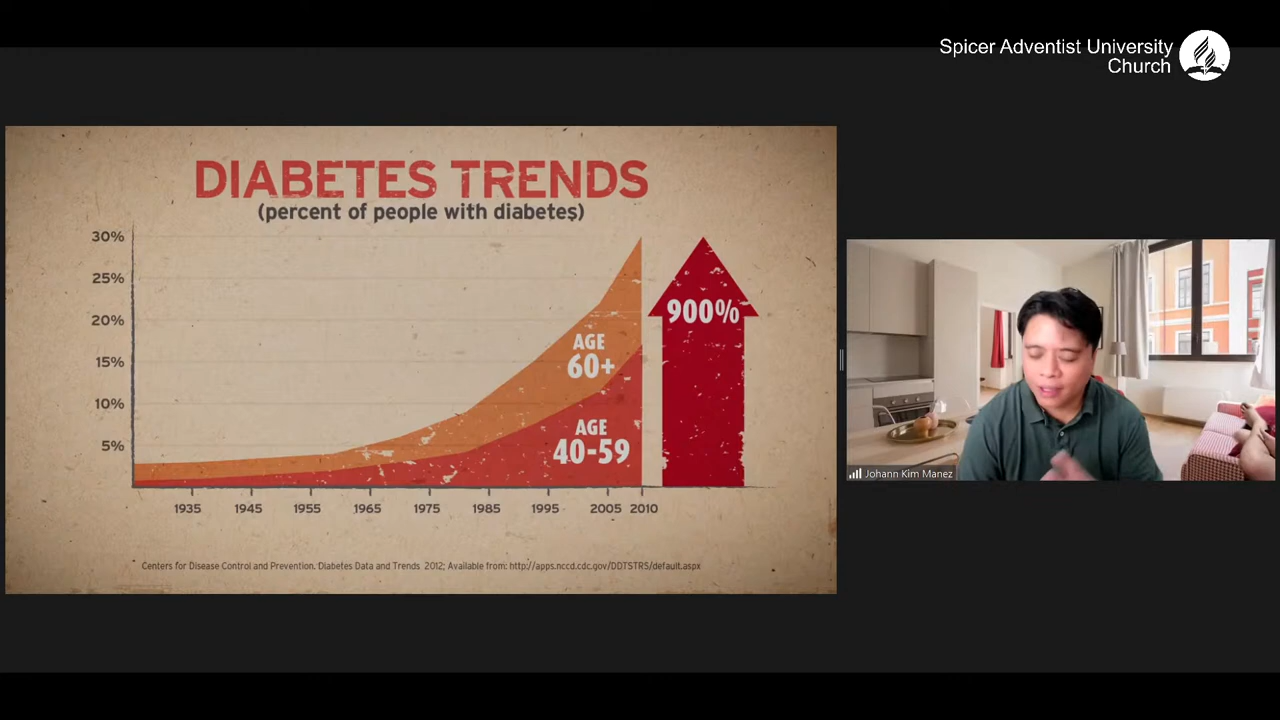 Spicer Adventist University
Church
DIABETES TRENDS
(percent of people with diabetes)
30%
25%
20%
15%
10%
5%
AGE
60+
AGE
40-59
900%
1935 1945 1955 1965 1975 1985 1995 2005 2010
Centers for Disease Control and Prevention. Diabetes Data and Trends 2012; Available from: http://apps.nccd.cdc.gov/DDTSTRS/default.aspx
Johann Kim Manez